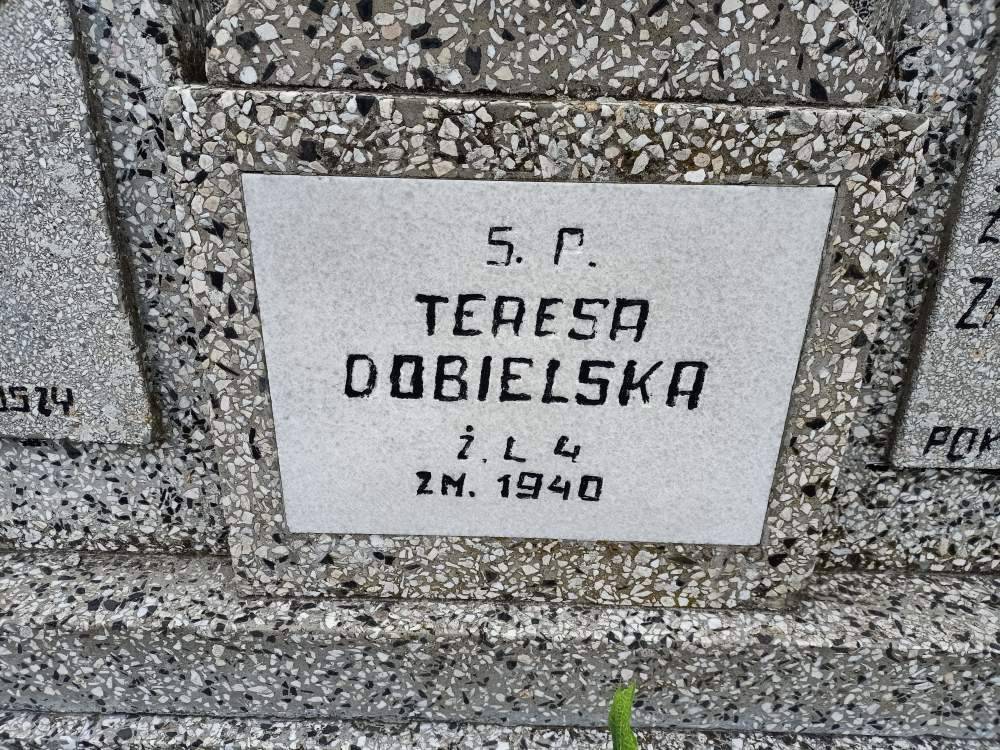 S. P.
TERESA
DOBIELSKA
Ż. L 4
ZM. 1940